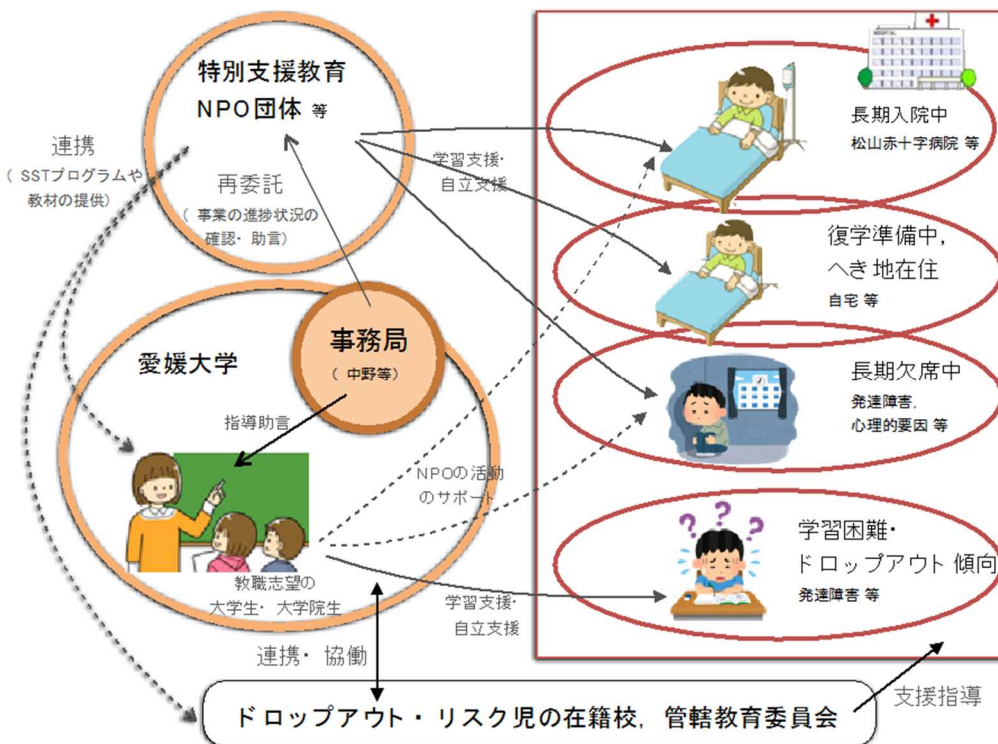 特別支援教育
NPO団体 等
連携
( SSTプログラムや
教材の提供)
再委託
( 事業の進捗状況の
確認・助言)
学習支援・
自立支援
HOSPITAL
長期入院中
松山赤十字病院 等
復学準備中,
へき地在住
自宅 等
事務局
( 中野等)
愛媛大学
指導助言
長期欠席中
発達障害,
心理的要因 等
NPOの活動
のサポート
学習困難・
ドロップアウト傾向
発達障害 等
教職志望の
大学生・大学院生
学習支援・
自立支援
連携・協働
支援指導
ドロップアウト・リスク児の在籍校, 管轄教育委員会